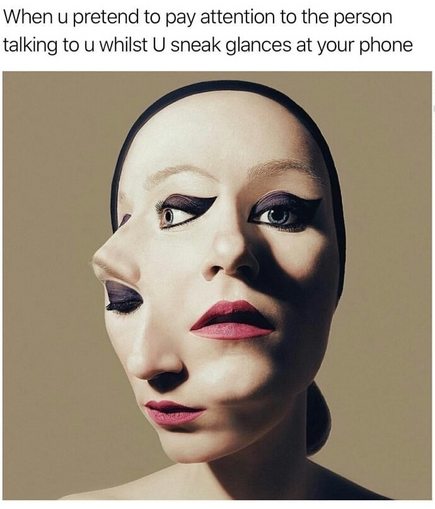 When u pretend to pay attention to the person
talking to u whilst U sneak glances at your phone